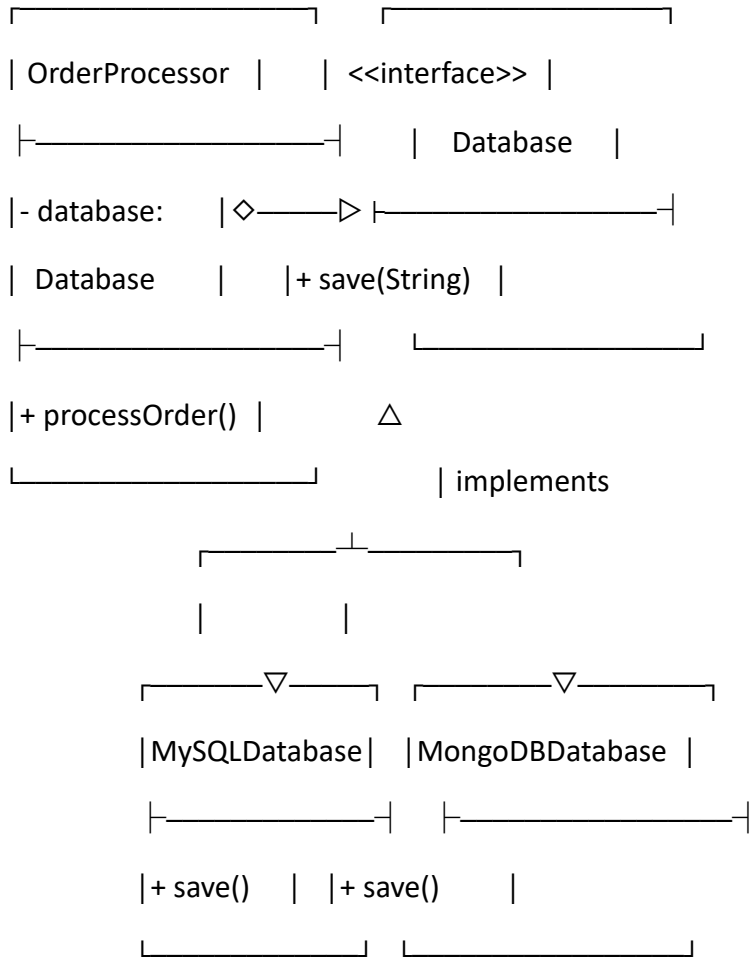 OrderProcessor <<interface>>
Database
- database:
Database + save(String)
+ processOrder()
implements
MySQLDatabase MongoDBDatabase
+ save() + save()